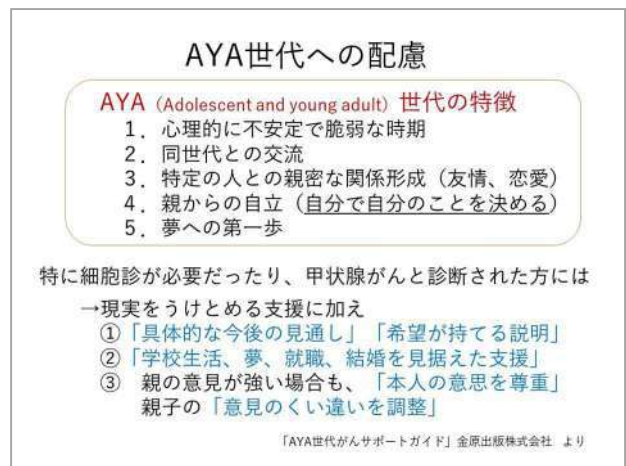 AYA世代への配慮
AYA（Adolescent and young adult）世代の特徴
1．心理的に不安定で脆弱な時期
2．同世代との交流
3．特定の人との親密な関係形成（友情、恋愛）
4．親からの自立（自分で自分のことを決める）
5．夢への第一歩
特に細胞診が必要だったり、甲状腺がんと診断された方には
→現実をうけとめる支援に加え
①「具体的な今後の見通し」「希望が持てる説明」
②「学校生活、夢、就職、結婚を見据えた支援」
③　親の意見が強い場合も、「本人の意思を尊重」
親子の「意見のくい違いを調整」
「AYA世代がんサポートガイド」金原出版株式会社　より